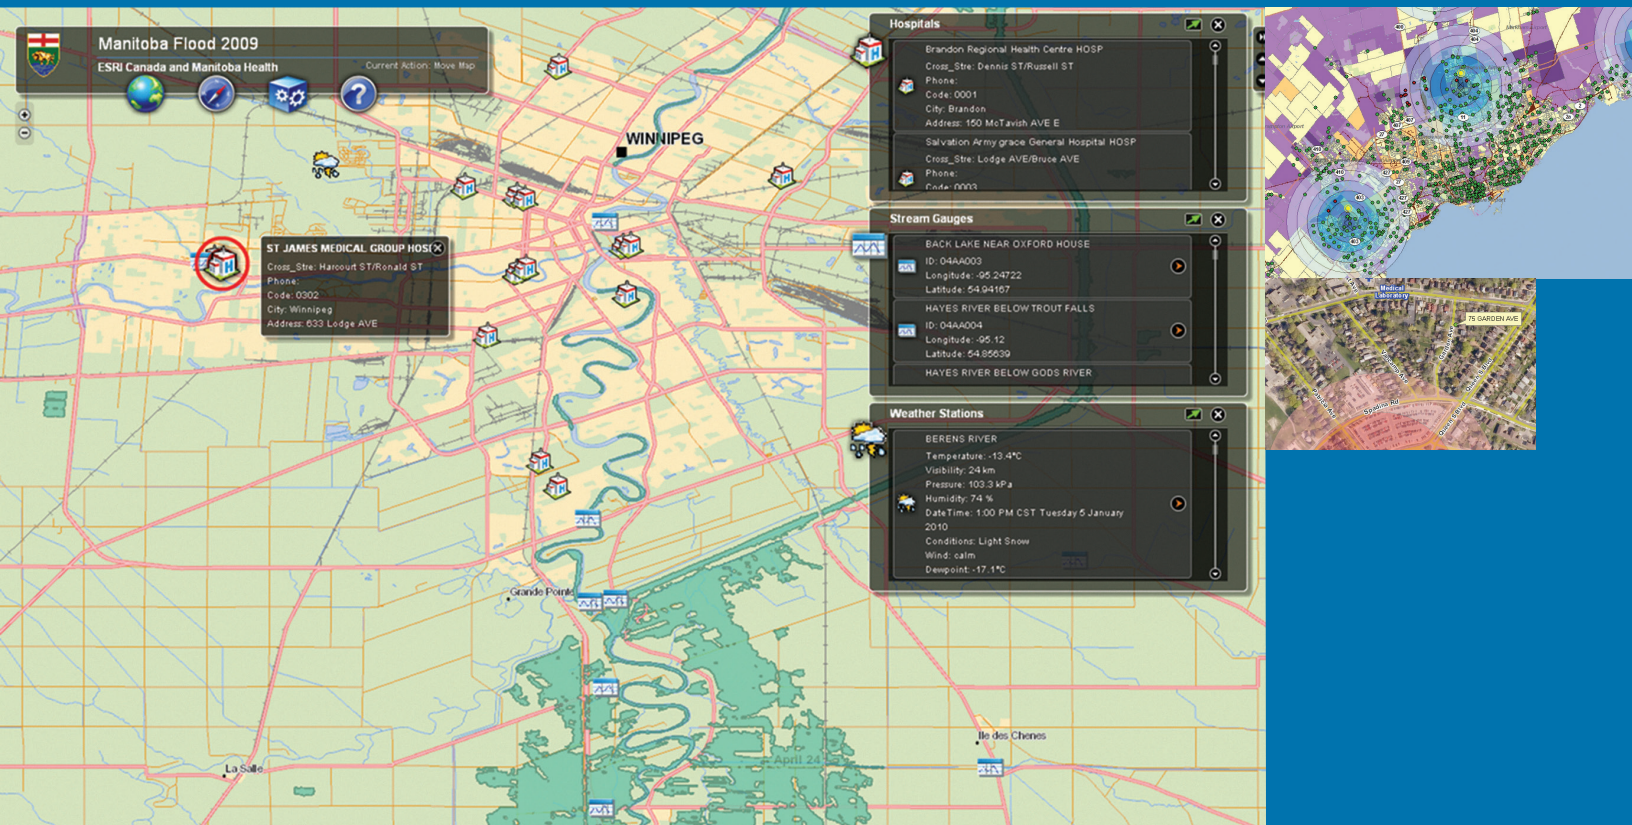 Manitoba Flood 2009
ESRI Canada and Manitoba Health
Current Action: Move Map
WINNIPEG
ST JAMES MEDICAL GROUP HOS
Cross_Stre: Harcourt ST/Ronald ST
Phone:
Code: 0302
City: Winnipeg
Address: 633 Lodge AVE
Grande Pointe
La Salle
Ile des Chenes
April 24
Hospitals
Brandon Regional Health Centre HOSP
Cross_Stre: Dennis ST/Russell ST
Phone:
Code: 0001
City: Brandon
Address: 150 McTavish AVE E
Salvation Army grace General Hospital HOSP
Cross_Stre: Lodge AVE/Bruce AVE
Phone:
Code: 0003
Stream Gauges
BACK LAKE NEAR OXFORD HOUSE
ID: 04AA003
Longitude: -95.24722
Latitude: 54.94167
HAYES RIVER BELOW TROUT FALLS
ID: 04AA004
Longitude: -95.12
Latitude: 54.85639
HAYES RIVER BELOW GODS RIVER
Weather Stations
BERENS RIVER
Temperature: -13.4°C
Visibility: 24 km
Pressure: 103.3 kPa
Humidity: 74 %
DateTime: 1:00 PM CST Tuesday 5 January
2010
Conditions: Light Snow
Wind: calm
Dewpoint: -17.1°C
Medical
Laboratory
75 GARDEN AVE
Spadina Rd